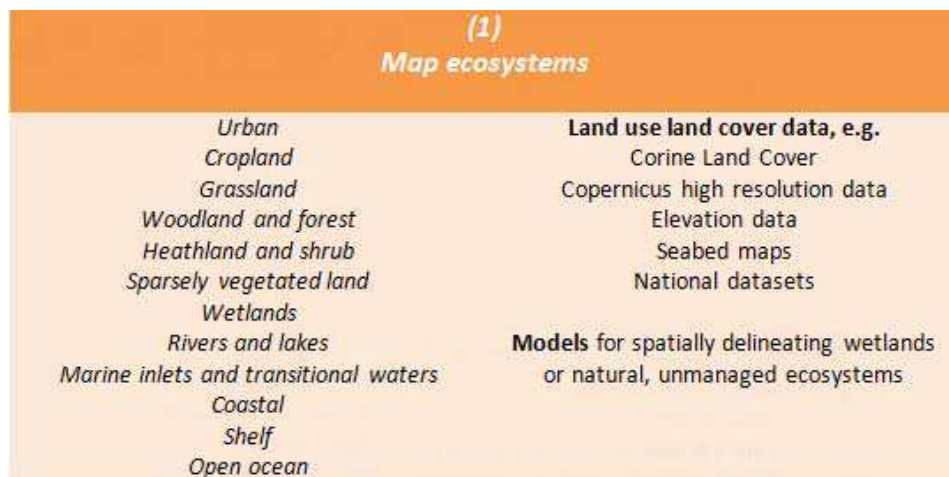 (1)
Map ecosystems
Urban
Cropland
Grassland
Woodland and forest
Heathland and shrub
Sparsely vegetated land
Wetlands
Rivers and lakes
Marine inlets and transitional waters
Coastal
Shelf
Open ocean
Land use land cover data, e.g.
Corine Land Cover
Copernicus high resolution data
Elevation data
Seabed maps
National datasets
Models for spatially delineating wetlands
or natural, unmanaged ecosystems